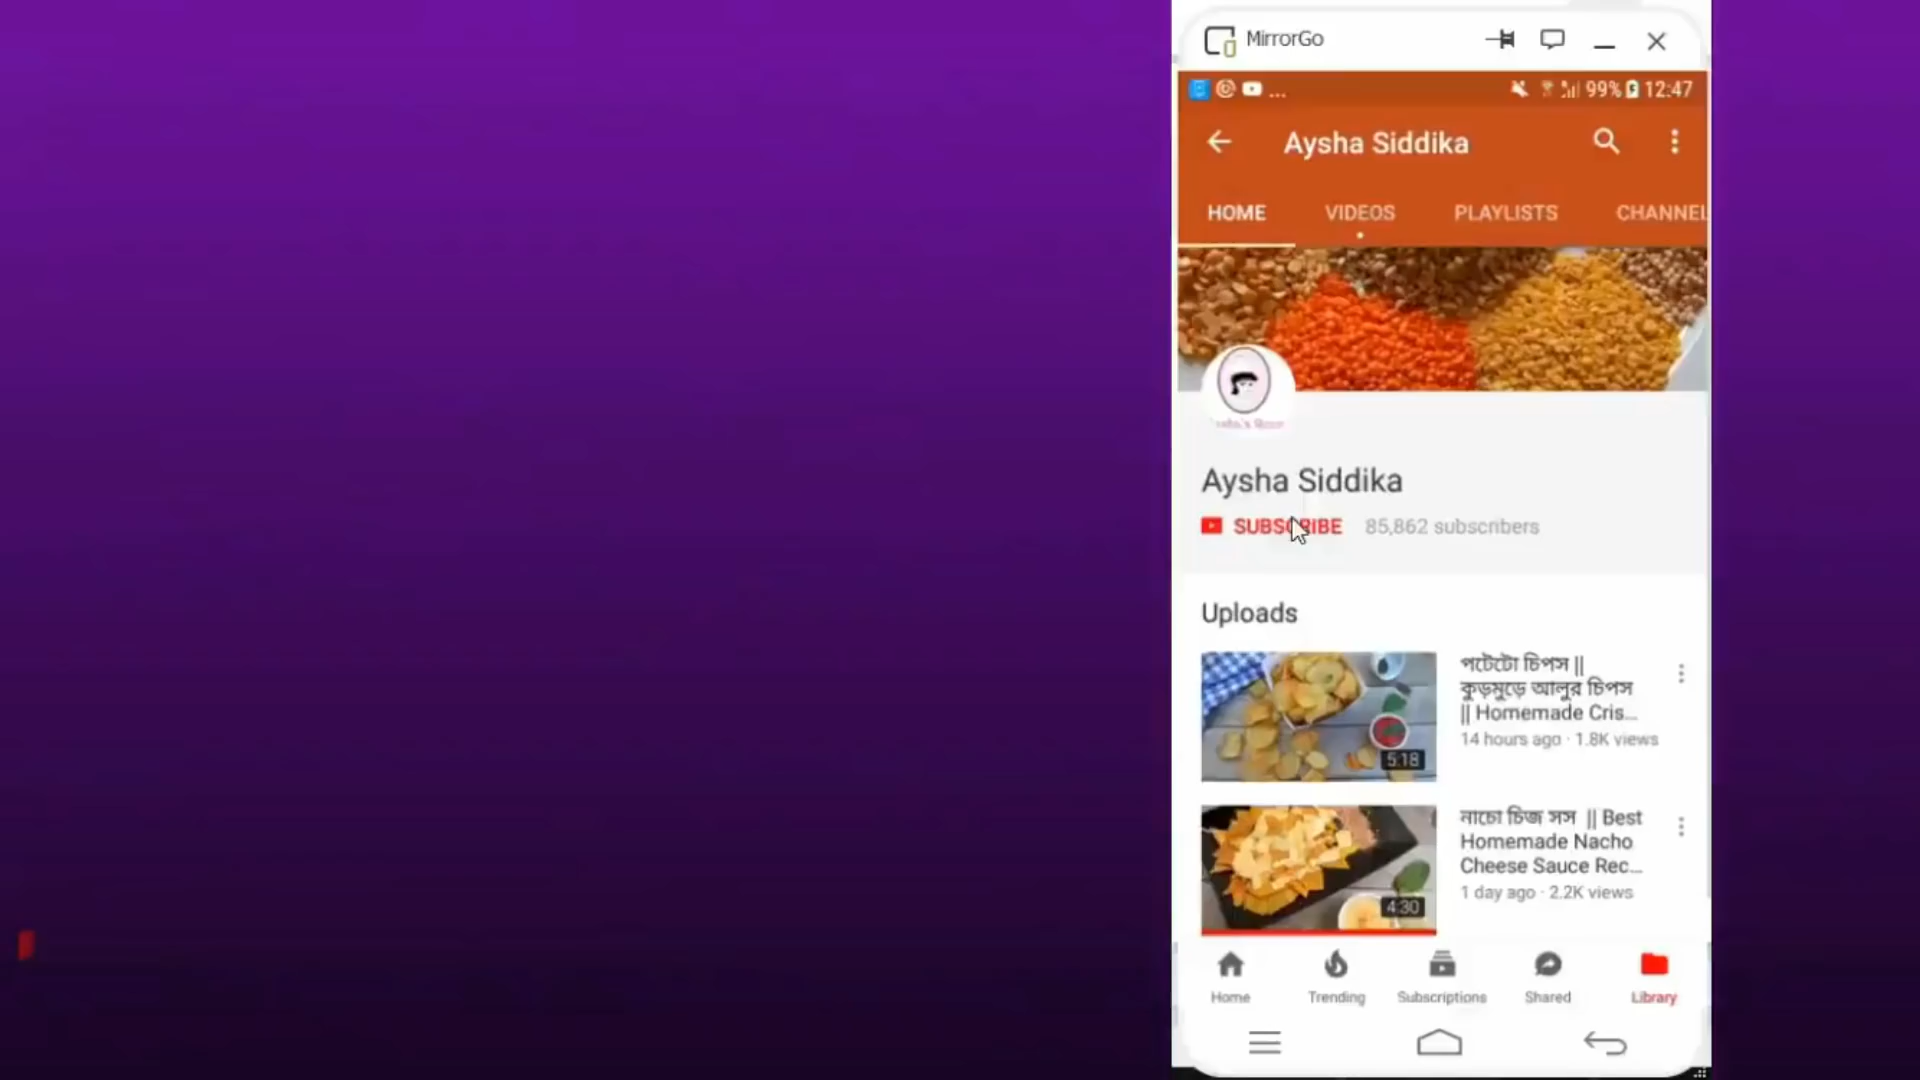 MirrorGo
... 99% 12:47
Aysha Siddika
HOME VIDEOS PLAYLISTS CHANNEL
Aysha Siddika
SUBSCRIBE 85,862 subscribers
Uploads
পটেটো চিপস ||
কুড়মুড়ে আলুর চিপস
|| Homemade Cris...
14 hours ago · 1.8K views
5:18
নাচো চিজ সস || Best
Homemade Nacho
Cheese Sauce Rec...
1 day ago · 2.2K views
4:30
Home Trending Subscriptions Shared Library